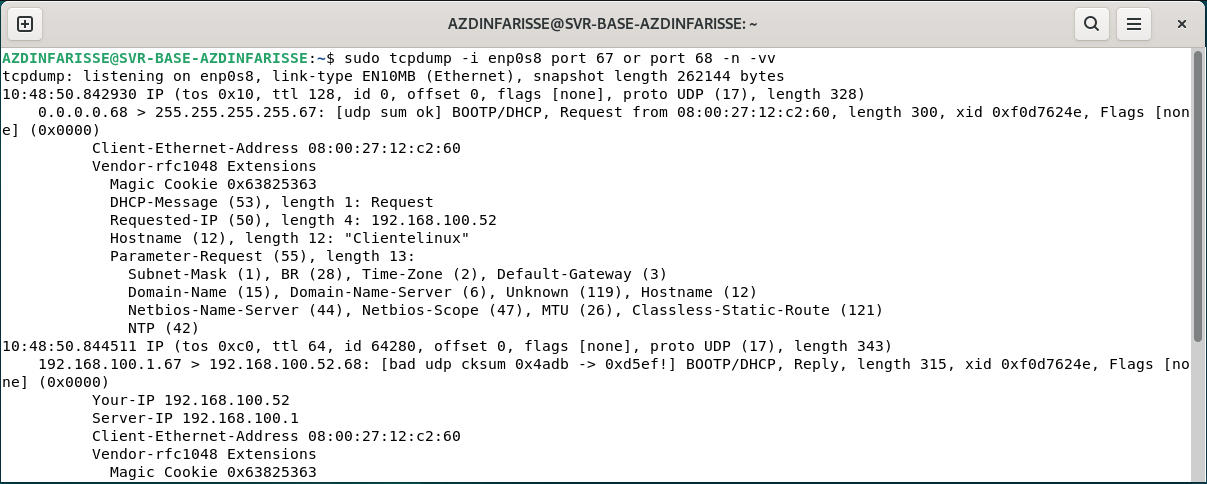 AZDINFARISSE@SVR-BASE-AZDINFARISSE: ~
AZDINFARISSE@SVR-BASE-AZDINFARISSE:~$ sudo tcpdump -i enp0s8 port 67 or port 68 -n -vv
tcpdump: listening on enp0s8, link-type EN10MB (Ethernet), snapshot length 262144 bytes
10:48:50.842930 IP (tos 0x10, ttl 128, id 0, offset 0, flags [none], proto UDP (17), length 328)
    0.0.0.0.68 > 255.255.255.255.67: [udp sum ok] BOOTP/DHCP, Request from 08:00:27:12:c2:60, length 300, xid 0xf0d7624e, Flags [non
e] (0x0000)
          Client-Ethernet-Address 08:00:27:12:c2:60
          Vendor-rfc1048 Extensions
            Magic Cookie 0x63825363
            DHCP-Message (53), length 1: Request
            Requested-IP (50), length 4: 192.168.100.52
            Hostname (12), length 12: "Clientelinux"
            Parameter-Request (55), length 13:
              Subnet-Mask (1), BR (28), Time-Zone (2), Default-Gateway (3)
              Domain-Name (15), Domain-Name-Server (6), Unknown (119), Hostname (12)
              Netbios-Name-Server (44), Netbios-Scope (47), MTU (26), Classless-Static-Route (121)
              NTP (42)
10:48:50.844511 IP (tos 0xc0, ttl 64, id 64280, offset 0, flags [none], proto UDP (17), length 343)
    192.168.100.1.67 > 192.168.100.52.68: [bad udp cksum 0x4adb -> 0xd5ef!] BOOTP/DHCP, Reply, length 315, xid 0xf0d7624e, Flags [no
ne] (0x0000)
          Your-IP 192.168.100.52
          Server-IP 192.168.100.1
          Client-Ethernet-Address 08:00:27:12:c2:60
          Vendor-rfc1048 Extensions
            Magic Cookie 0x63825363